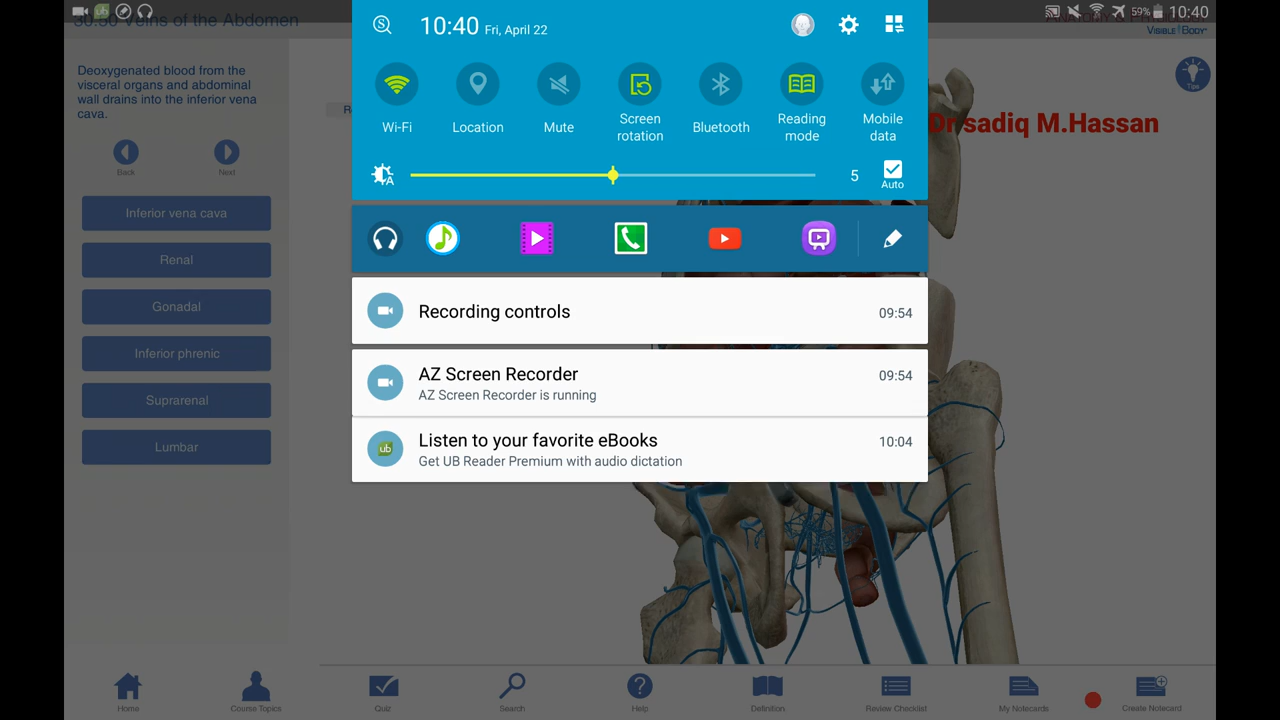 30.30 Veins of the Abdomen
59%
10:40
10:40 Fri, April 22
VISIBLE BODY
Deoxygenated blood from the
visceral organs and abdominal
wall drains into the inferior vena
cava.
Back
Next
Inferior vena cava
Renal
Gonadal
Inferior phrenic
Suprarenal
Lumbar
Wi-Fi
Location
Mute
Screen
rotation
Bluetooth
Reading
mode
Mobile
data
5
Auto
Tips
Dr sadiq M.Hassan
Recording controls
09:54
AZ Screen Recorder
09:54
AZ Screen Recorder is running
ub
Listen to your favorite eBooks
10:04
Get UB Reader Premium with audio dictation
Home
Course Topics
Quiz
Search
Help
Definition
Review Checklist
My Notecards
Create Notecard